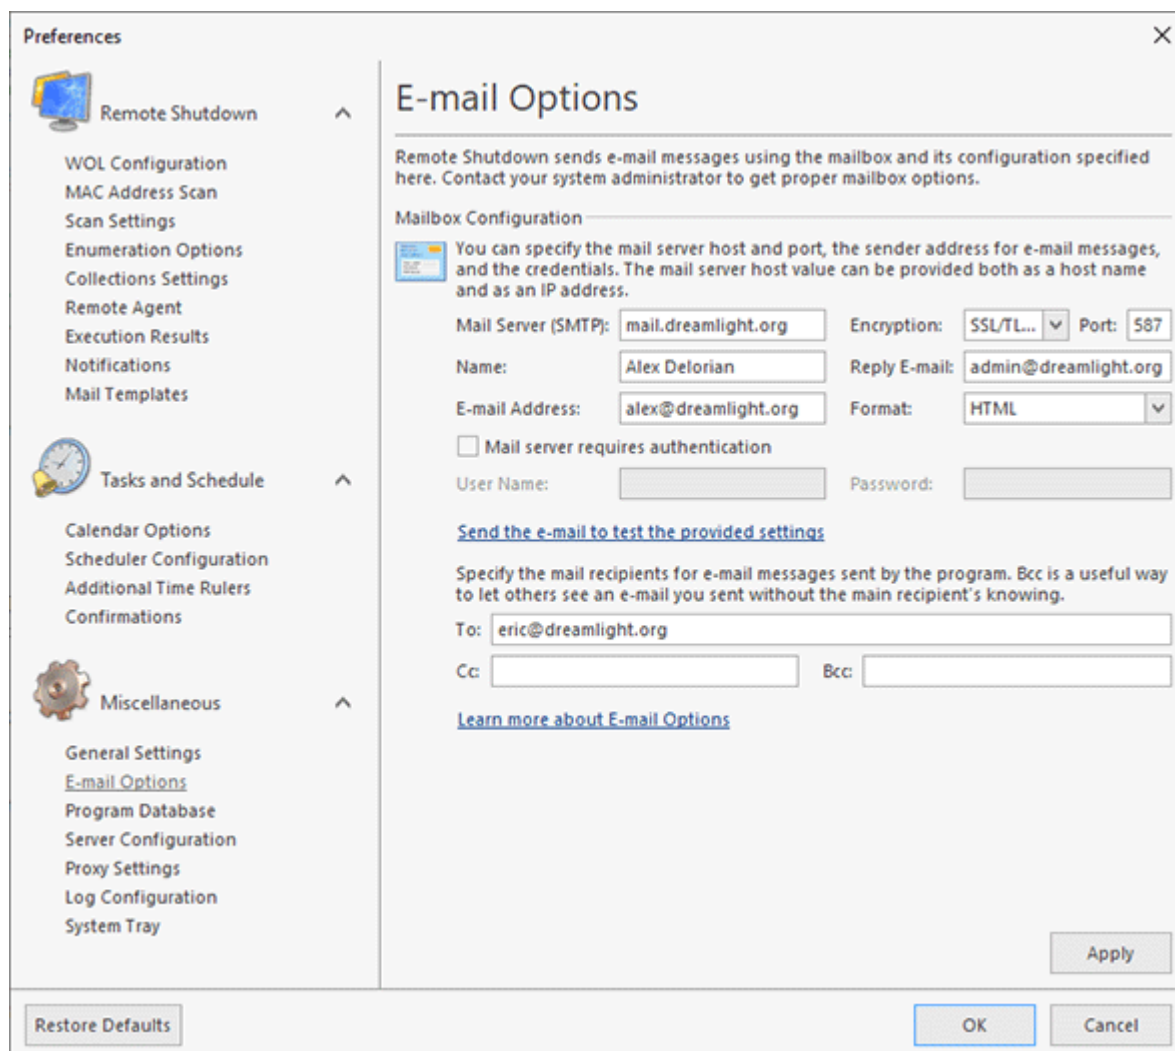 Preferences
Remote Shutdown
WOL Configuration
MAC Address Scan
Scan Settings
Enumeration Options
Collections Settings
Remote Agent
Execution Results
Notifications
Mail Templates
Tasks and Schedule
Calendar Options
Scheduler Configuration
Additional Time Rulers
Confirmations
Miscellaneous
General Settings
E-mail Options
Program Database
Server Configuration
Proxy Settings
Log Configuration
System Tray
E-mail Options
Remote Shutdown sends e-mail messages using the mailbox and its configuration specified
here. Contact your system administrator to get proper mailbox options.
Mailbox Configuration
You can specify the mail server host and port, the sender address for e-mail messages,
and the credentials. The mail server host value can be provided both as a host name
and as an IP address.
Mail Server (SMTP): mail.dreamlight.org Encryption: SSL/TL... Port: 587
Name: Alex Delorian Reply E-mail: admin@dreamlight.org
E-mail Address: alex@dreamlight.org Format: HTML
Mail server requires authentication
User Name: Password:
Send the e-mail to test the provided settings
Specify the mail recipients for e-mail messages sent by the program. Bcc is a useful way
to let others see an e-mail you sent without the main recipient's knowing.
To: eric@dreamlight.org
Cc: Bcc:
Learn more about E-mail Options
Apply
Restore Defaults OK Cancel